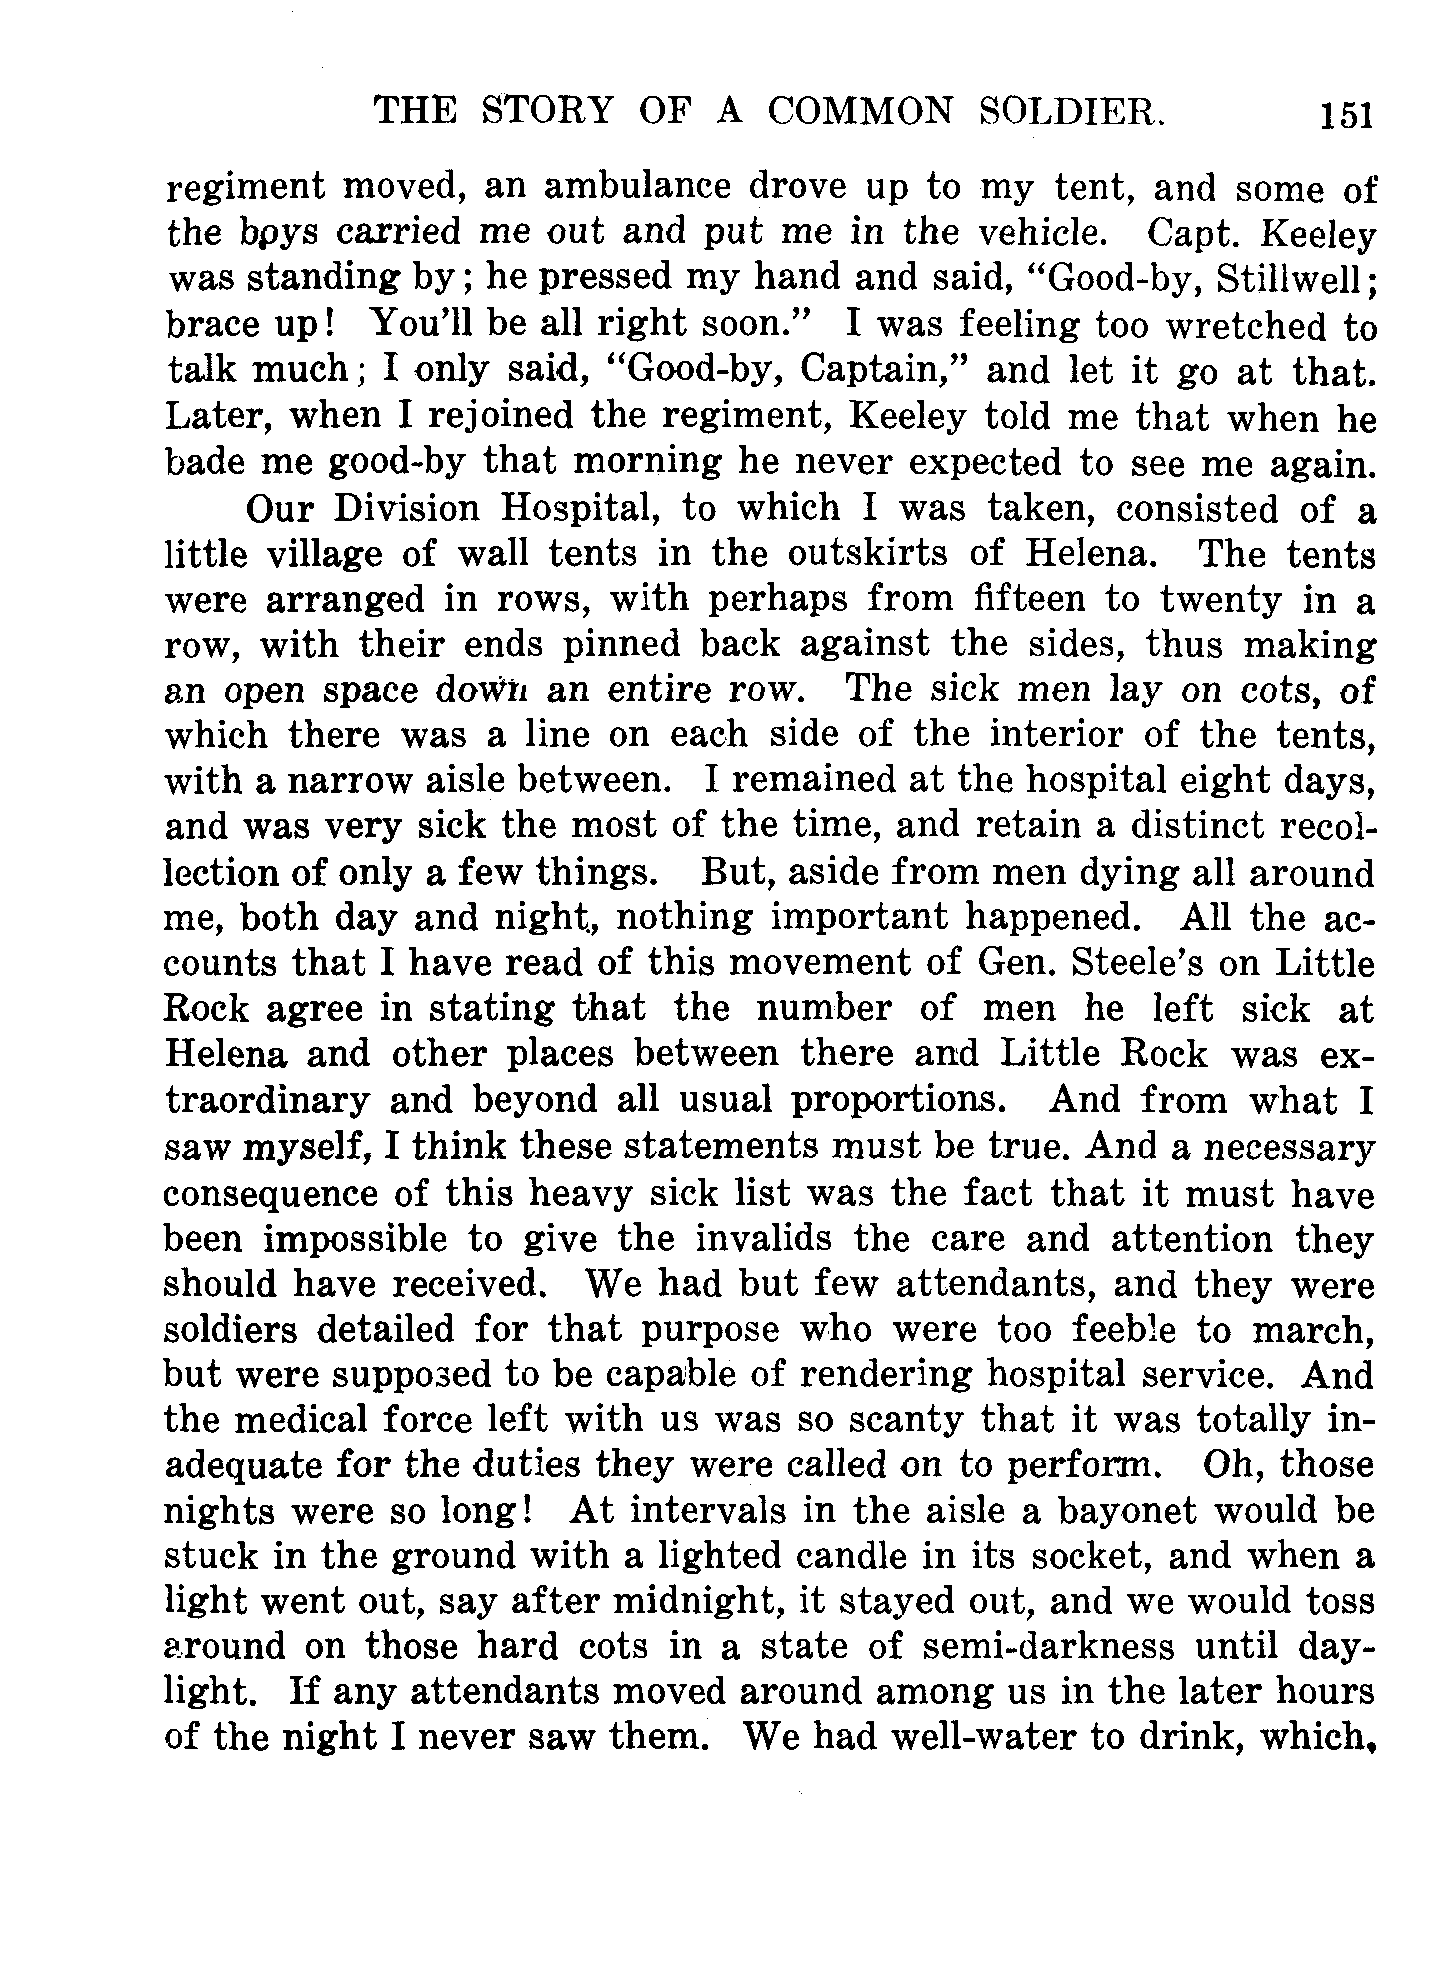 THE STORY OF A COMMON SOLDIER. 151
regiment moved, an ambulance drove up to my tent, and some of
the boys carried me out and put me in the vehicle. Capt. Keeley
was standing by; he pressed my hand and said, “Good-by, Stillwell;
brace up! You'll be all right soon.” I was feeling too wretched to
talk much; I only said, “Good-by, Captain,” and let it go at that.
Later, when I rejoined the regiment, Keeley told me that when he
bade me good-by that morning he never expected to see me again.
Our Division Hospital, to which I was taken, consisted of a
little village of wall tents in the outskirts of Helena. The tents
were arranged in rows, with perhaps from fifteen to twenty in a
row, with their ends pinned back against the sides, thus making
an open space down an entire row. The sick men lay on cots, of
which there was a line on each side of the interior of the tents,
with a narrow aisle between. I remained at the hospital eight days,
and was very sick the most of the time, and retain a distinct recol-
lection of only a few things. But, aside from men dying all around
me, both day and night, nothing important happened. All the ac-
counts that I have read of this movement of Gen. Steele's on Little
Rock agree in stating that the number of men he left sick at
Helena and other places between there and Little Rock was ex-
traordinary and beyond all usual proportions. And from what I
saw myself, I think these statements must be true. And a necessary
consequence of this heavy sick list was the fact that it must have
been impossible to give the invalids the care and attention they
should have received. We had but few attendants, and they were
soldiers detailed for that purpose who were too feeble to march,
but were supposed to be capable of rendering hospital service. And
the medical force left with us was so scanty that it was totally in-
adequate for the duties they were called on to perform. Oh, those
nights were so long! At intervals in the aisle a bayonet would be
stuck in the ground with a lighted candle in its socket, and when a
light went out, say after midnight, it stayed out, and we would toss
around on those hard cots in a state of semi-darkness until day-
light. If any attendants moved around among us in the later hours
of the night I never saw them. We had well-water to drink, which,